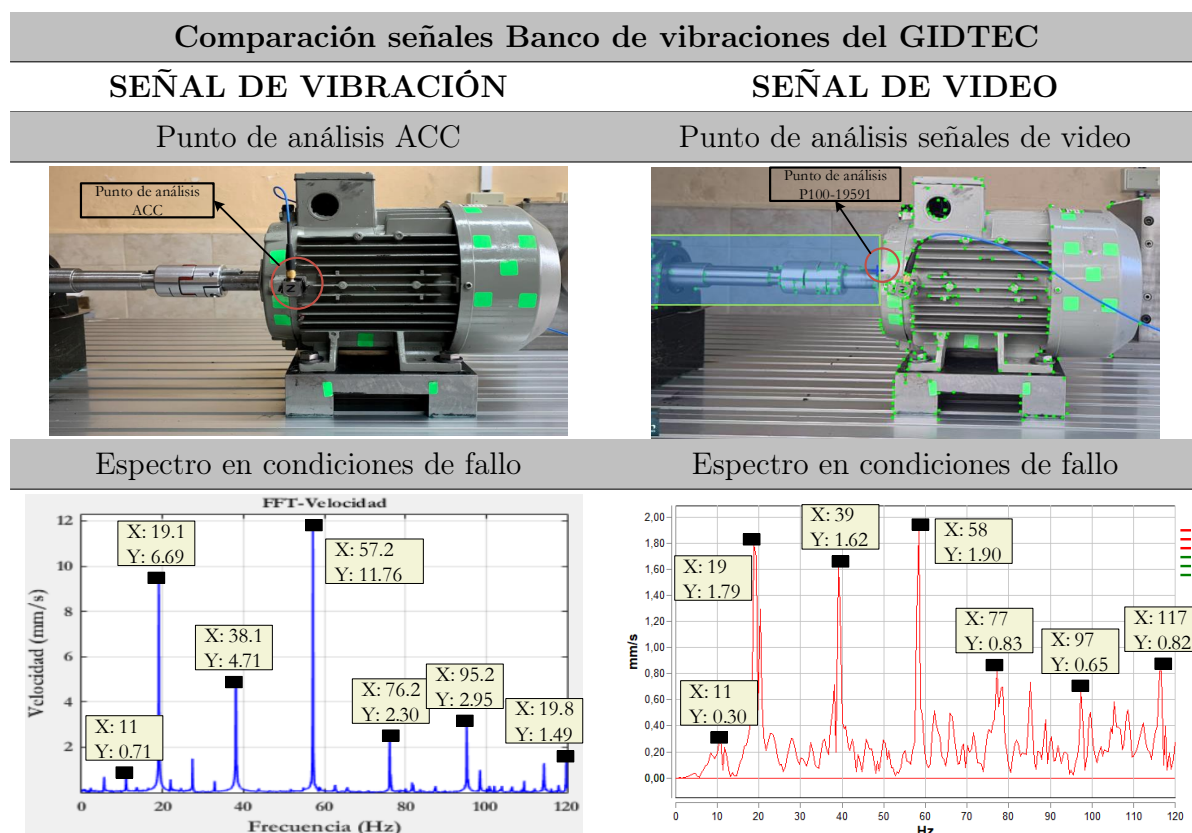 Comparación señales Banco de vibraciones del GIDTEC
SEÑAL DE VIBRACIÓN
SEÑAL DE VIDEO
Punto de análisis ACC
Punto de análisis señales de video
Punto de análisis
ACC
Punto de análisis
P100-19591
Espectro en condiciones de fallo
Espectro en condiciones de fallo
FFT-Velocidad
Velocidad (mm/s)
12
10
8
6
4
2
0
20
40
60
80
100
120
Frecuencia (Hz)
X: 11
Y: 0.71
X: 19.1
Y: 6.69
X: 38.1
Y: 4.71
X: 57.2
Y: 11.76
X: 76.2
Y: 2.30
X: 95.2
Y: 2.95
X: 19.8
Y: 1.49
mm/s
2,00
1,80
1,60
1,40
1,20
1,00
0,80
0,60
0,40
0,20
0,00
0
10
20
30
40
50
60
70
80
90
100
110
120
Hz
X: 11
Y: 0.30
X: 19
Y: 1.79
X: 39
Y: 1.62
X: 58
Y: 1.90
X: 77
Y: 0.83
X: 97
Y: 0.65
X: 117
Y: 0.82